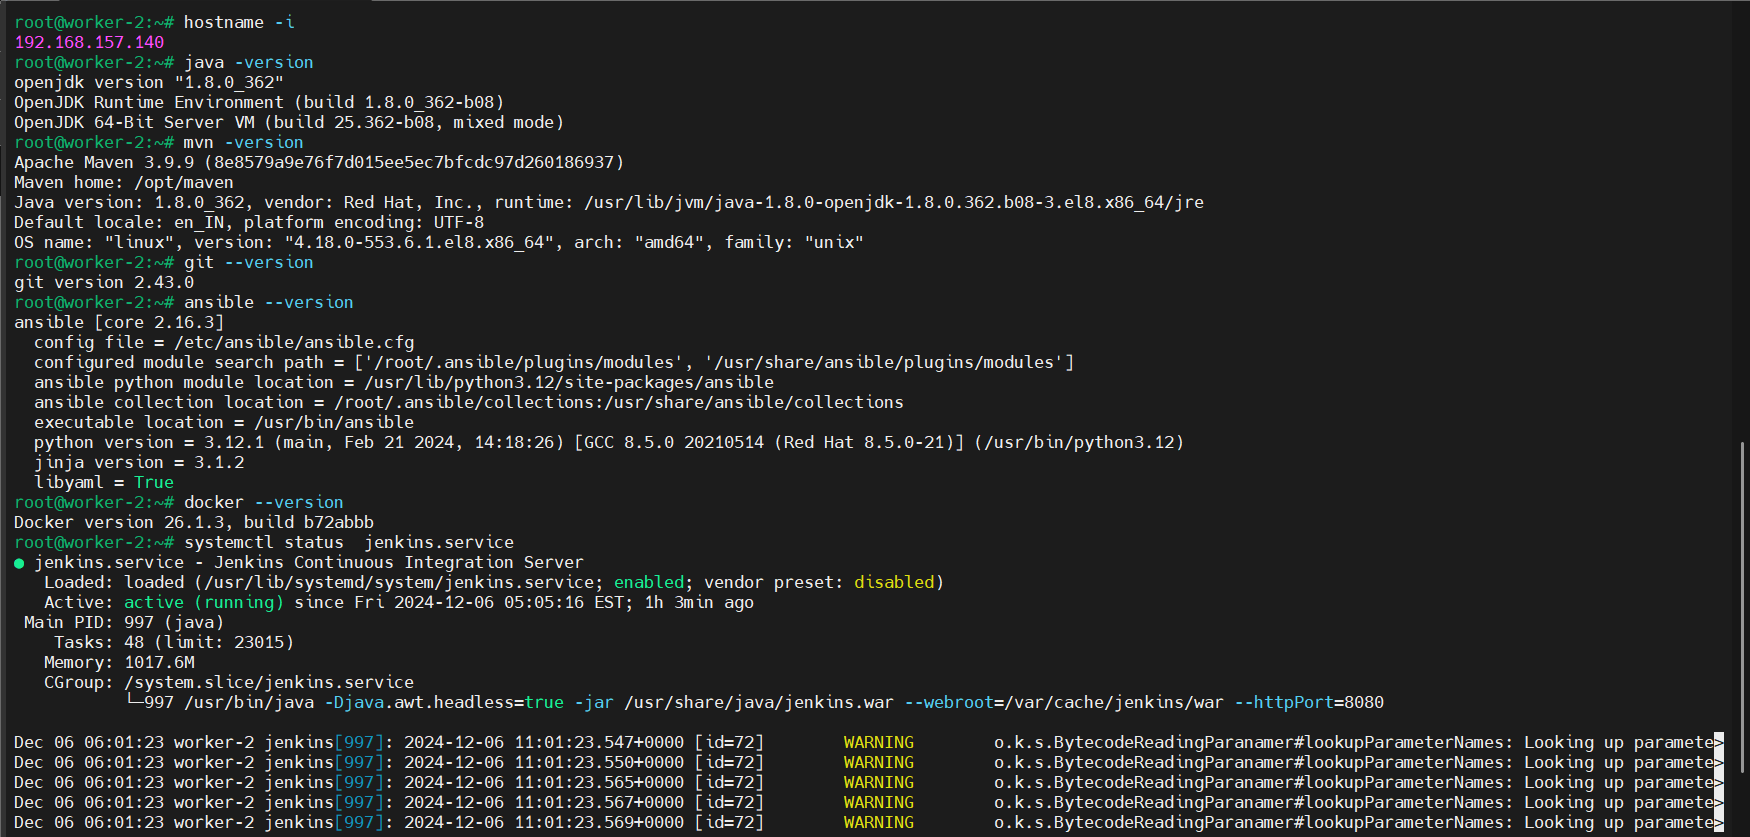 root@worker-2:~# hostname -i
192.168.157.140
root@worker-2:~# java -version
openjdk version "1.8.0_362"
OpenJDK Runtime Environment (build 1.8.0_362-b08)
OpenJDK 64-Bit Server VM (build 25.362-b08, mixed mode)
root@worker-2:~# mvn -version
Apache Maven 3.9.9 (8e8579a9e76f7d015ee5ec7bfcdc97d260186937)
Maven home: /opt/maven
Java version: 1.8.0_362, vendor: Red Hat, Inc., runtime: /usr/lib/jvm/java-1.8.0-openjdk-1.8.0.362.b08-3.el8.x86_64/jre
Default locale: en_IN, platform encoding: UTF-8
OS name: "linux", version: "4.18.0-553.6.1.el8.x86_64", arch: "amd64", family: "unix"
root@worker-2:~# git --version
git version 2.43.0
root@worker-2:~# ansible --version
ansible [core 2.16.3]
  config file = /etc/ansible/ansible.cfg
  configured module search path = ['/root/.ansible/plugins/modules', '/usr/share/ansible/plugins/modules']
  ansible python module location = /usr/lib/python3.12/site-packages/ansible
  ansible collection location = /root/.ansible/collections:/usr/share/ansible/collections
  executable location = /usr/bin/ansible
  python version = 3.12.1 (main, Feb 21 2024, 14:18:26) [GCC 8.5.0 20210514 (Red Hat 8.5.0-21)] (/usr/bin/python3.12)
  jinja version = 3.1.2
  libyaml = True
root@worker-2:~# docker --version
Docker version 26.1.3, build b72abbb
root@worker-2:~# systemctl status  jenkins.service
● jenkins.service - Jenkins Continuous Integration Server
   Loaded: loaded (/usr/lib/systemd/system/jenkins.service; enabled; vendor preset: disabled)
   Active: active (running) since Fri 2024-12-06 05:05:16 EST; 1h 3min ago
 Main PID: 997 (java)
    Tasks: 48 (limit: 23015)
   Memory: 1017.6M
   CGroup: /system.slice/jenkins.service
           └─997 /usr/bin/java -Djava.awt.headless=true -jar /usr/share/java/jenkins.war --webroot=/var/cache/jenkins/war --httpPort=8080
Dec 06 06:01:23 worker-2 jenkins[997]: 2024-12-06 11:01:23.547+0000 [id=72]        WARNING        o.k.s.BytecodeReadingParanamer#lookupParameterNames: Looking up paramete>
Dec 06 06:01:23 worker-2 jenkins[997]: 2024-12-06 11:01:23.550+0000 [id=72]        WARNING        o.k.s.BytecodeReadingParanamer#lookupParameterNames: Looking up paramete>
Dec 06 06:01:23 worker-2 jenkins[997]: 2024-12-06 11:01:23.565+0000 [id=72]        WARNING        o.k.s.BytecodeReadingParanamer#lookupParameterNames: Looking up paramete>
Dec 06 06:01:23 worker-2 jenkins[997]: 2024-12-06 11:01:23.567+0000 [id=72]        WARNING        o.k.s.BytecodeReadingParanamer#lookupParameterNames: Looking up paramete>
Dec 06 06:01:23 worker-2 jenkins[997]: 2024-12-06 11:01:23.569+0000 [id=72]        WARNING        o.k.s.BytecodeReadingParanamer#lookupParameterNames: Looking up paramete>